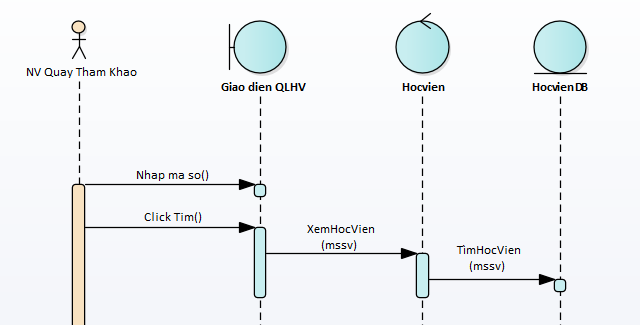 NV Quay Tham Khao
Giao dien QLHV
Hocvien
HocvienDB
Nhap ma so()
Click Tim()
XemHocVien
(mssv)
TimHocVien
(mssv)